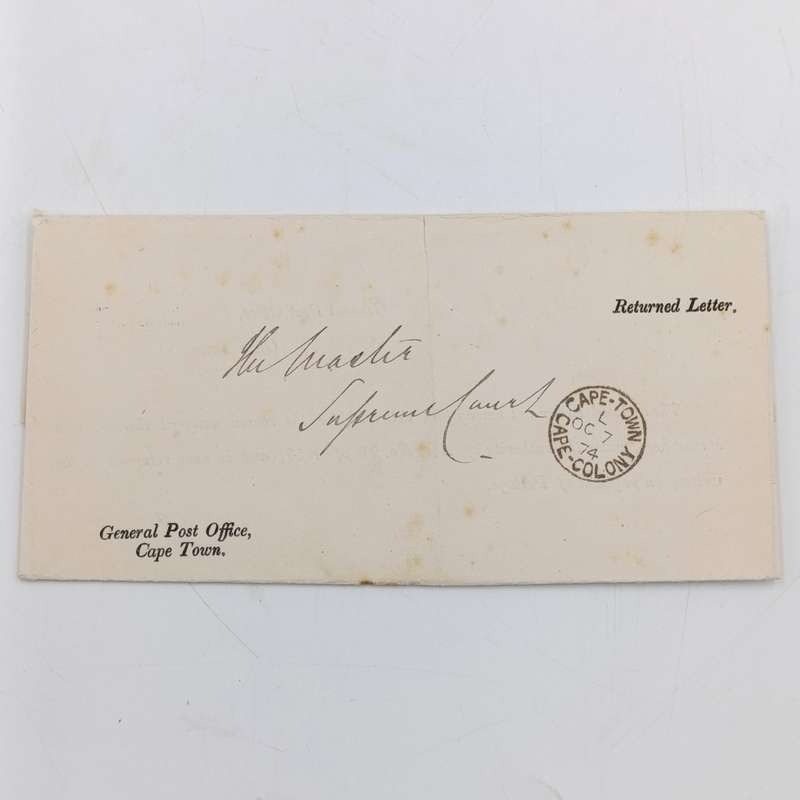 Returned Letter.
The Master
Supreme Court
CAPE-TOWN
L
OC 7
74
CAPE-COLONY
General Post Office,
Cape Town.